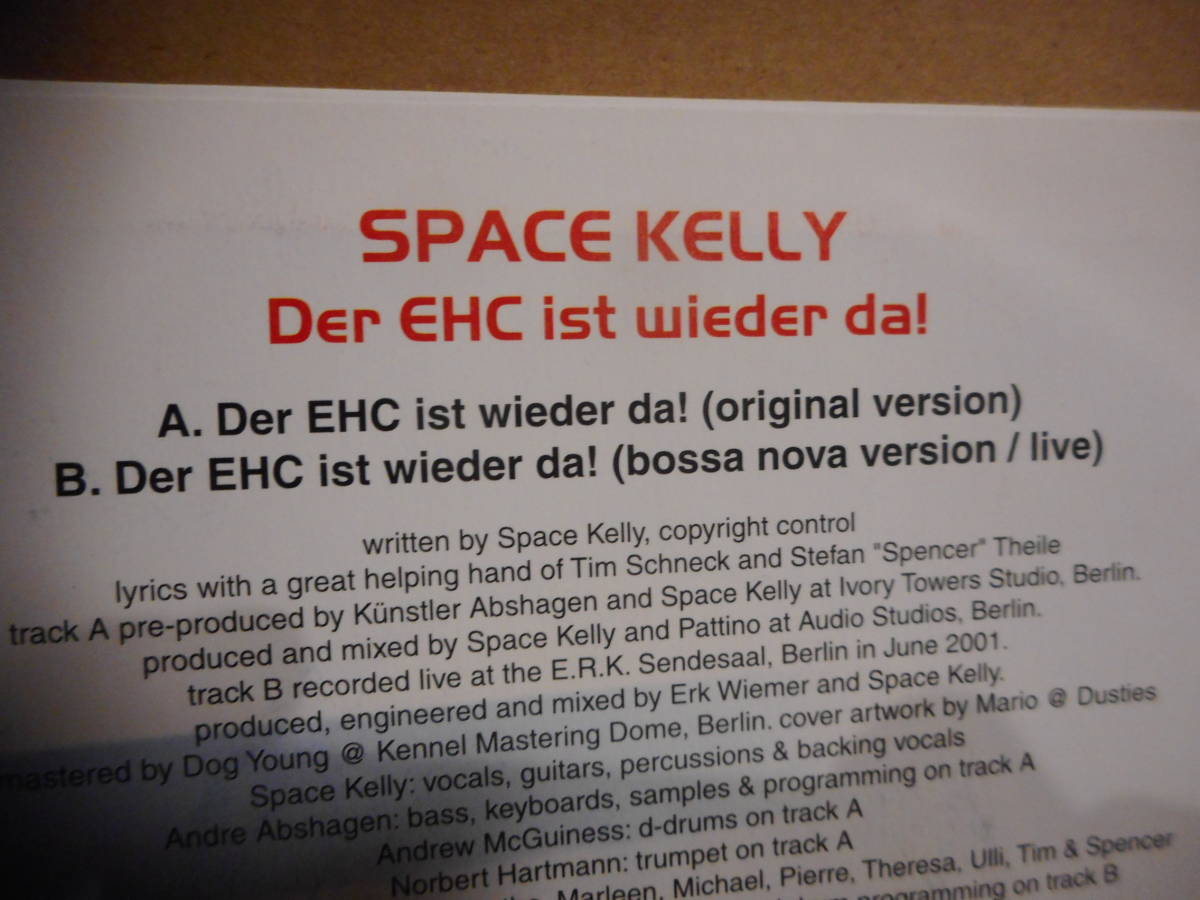 SPACE KELLY
Der EHC ist wieder da!
A. Der EHC ist wieder da! (original version)
B. Der EHC ist wieder da! (bossa nova version / live)
written by Space Kelly, copyright control
lyrics with a great helping hand of Tim Schneck and Stefan "Spencer" Theile
track A pre-produced by Künstler Abshagen and Space Kelly at Ivory Towers Studio, Berlin.
produced and mixed by Space Kelly and Pattino at Audio Studios, Berlin.
track B recorded live at the E.R.K. Sendesaal, Berlin in June 2001.
produced, engineered and mixed by Erk Wiemer and Space Kelly.
mastered by Dog Young @ Kennel Mastering Dome, Berlin. cover artwork by Mario @ Dusties
Space Kelly: vocals, guitars, percussions & backing vocals
Andre Abshagen: bass, keyboards, samples & programming on track A
Andrew McGuiness: d-drums on track A
Norbert Hartmann: trumpet on track A
Marleen, Michael, Pierre, Theresa, Ulli, Tim & Spencer
programming on track B